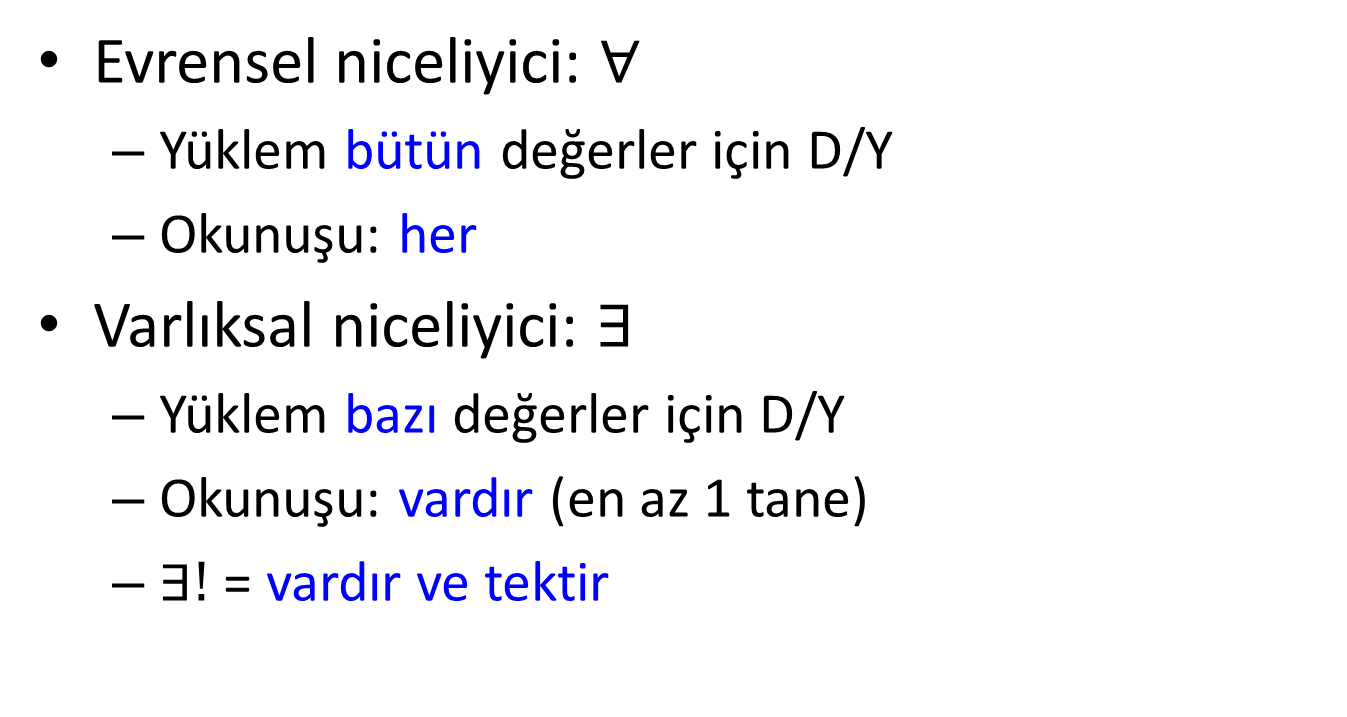 • Evrensel niceliyici: ∀
– Yüklem bütün değerler için D/Y
– Okunuşu: her
• Varlıksal niceliyici: ∃
– Yüklem bazı değerler için D/Y
– Okunuşu: vardır (en az 1 tane)
– ∃! = vardır ve tektir